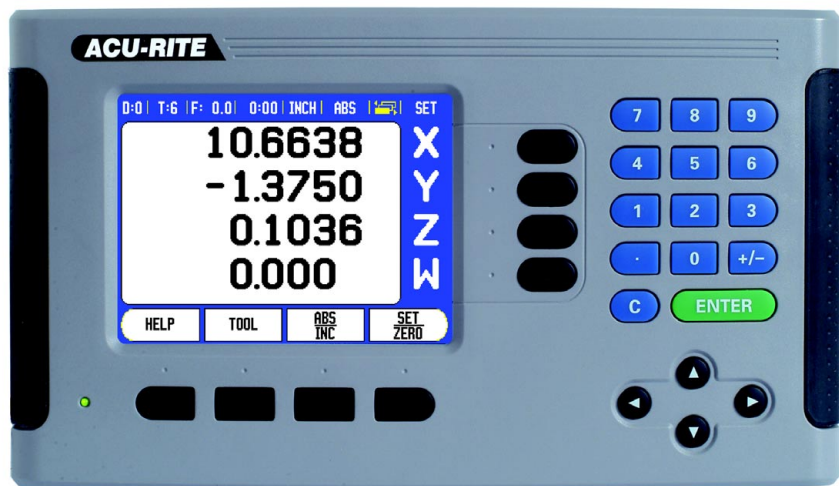 ACU-RITE
D:0 | T:6 | F: 0.0 | 0:00 | INCH | ABS | | SET
10.6638 X
-1.3750 Y
0.1036 Z
0.000 W
HELP TOOL ABS SET
INC ZERO
7 8 9
4 5 6
1 2 3
. 0 +/-
C ENTER